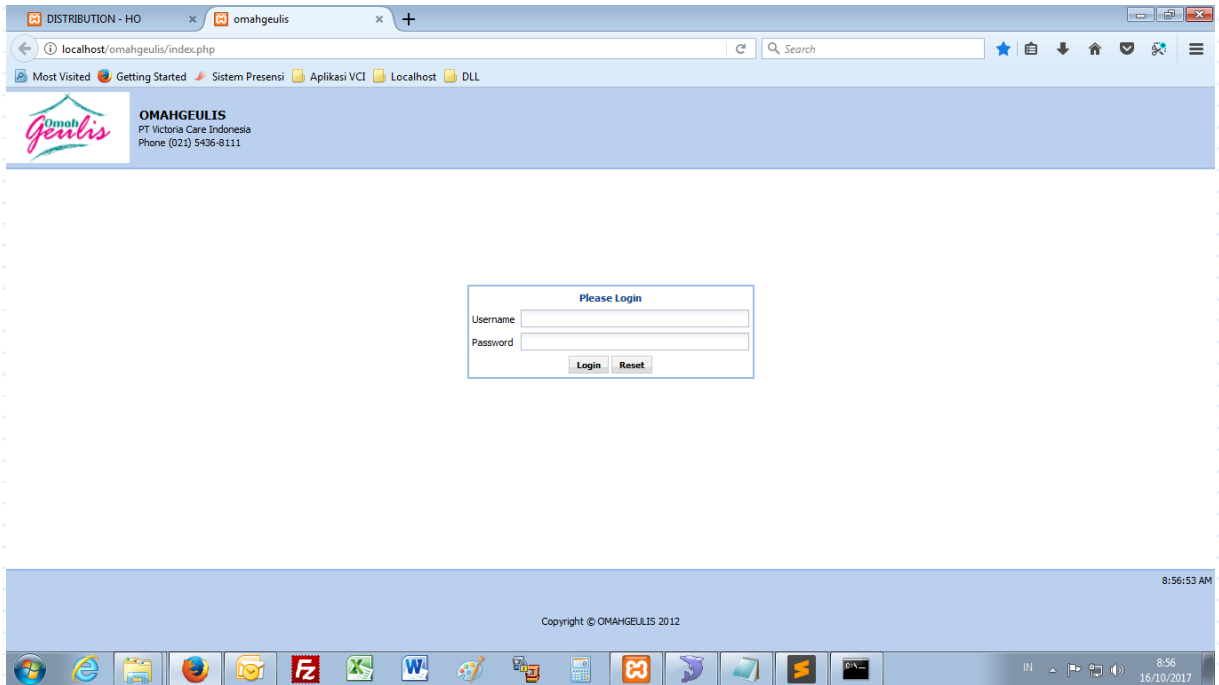 DISTRIBUTION - HO
omahgeulis
localhost/omahgeulis/index.php
Search
Most Visited Getting Started Sistem Presensi Aplikasi VCI Localhost DLL
Omah
Geulis
OMAHGEULIS
PT Victoria Care Indonesia
Phone (021) 5436-8111
Please Login
Username
Password
Login Reset
8:56:53 AM
Copyright © OMAHGEULIS 2012
IN
8:56
16/10/2017